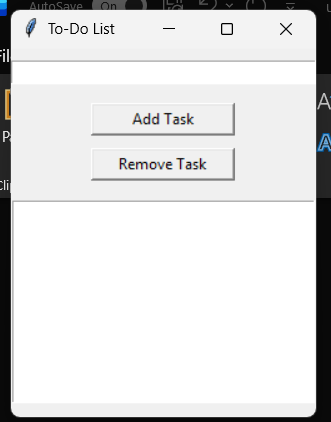 AutoSave On
To-Do List
Add Task
Remove Task